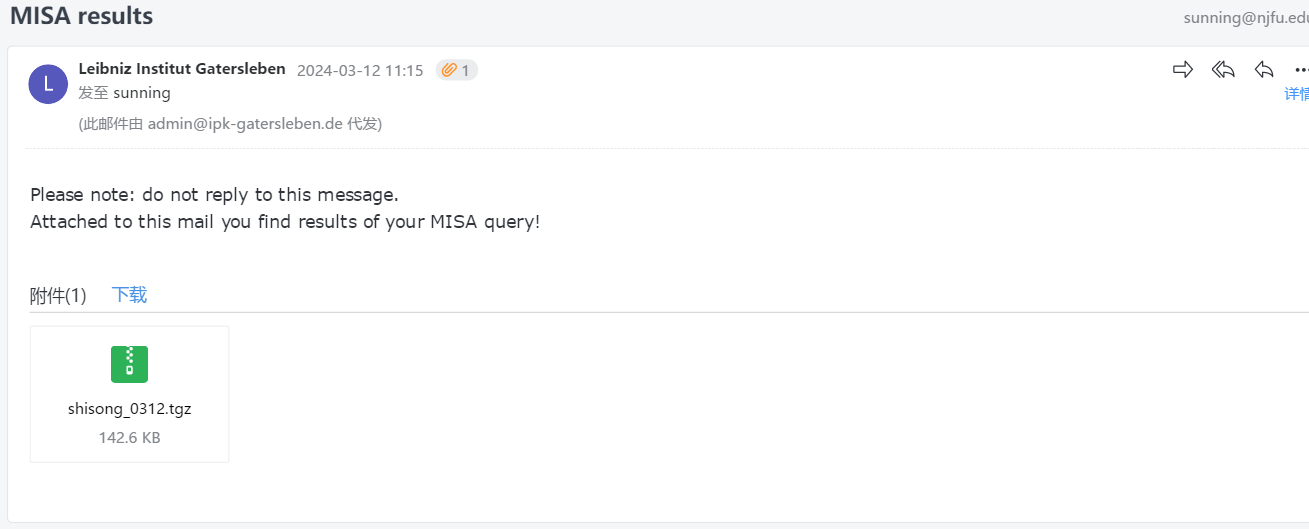 MISA results
sunning@njfu.edu
L
Leibniz Institut Gatersleben 2024-03-12 11:15 1
发至 sunning
详情
(此邮件由 admin@ipk-gatersleben.de 代发)
Please note: do not reply to this message.
Attached to this mail you find results of your MISA query!
附件(1) 下载
shisong_0312.tgz
142.6 KB